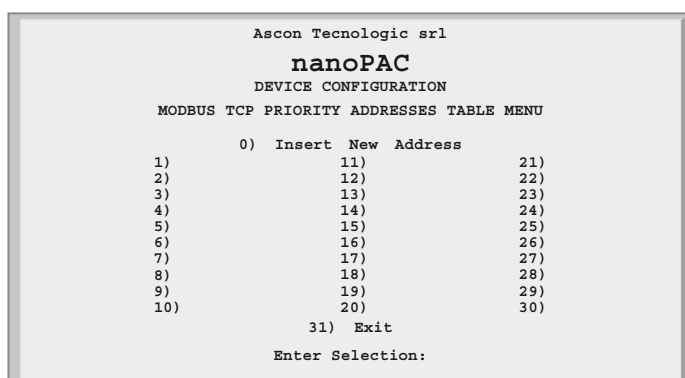 Ascon Tecnologic srl
nanoPAC
DEVICE CONFIGURATION
MODBUS TCP PRIORITY ADDRESSES TABLE MENU
0) Insert New Address
1) 11) 21)
2) 12) 22)
3) 13) 23)
4) 14) 24)
5) 15) 25)
6) 16) 26)
7) 17) 27)
8) 18) 28)
9) 19) 29)
10) 20) 30)
31) Exit
Enter Selection: